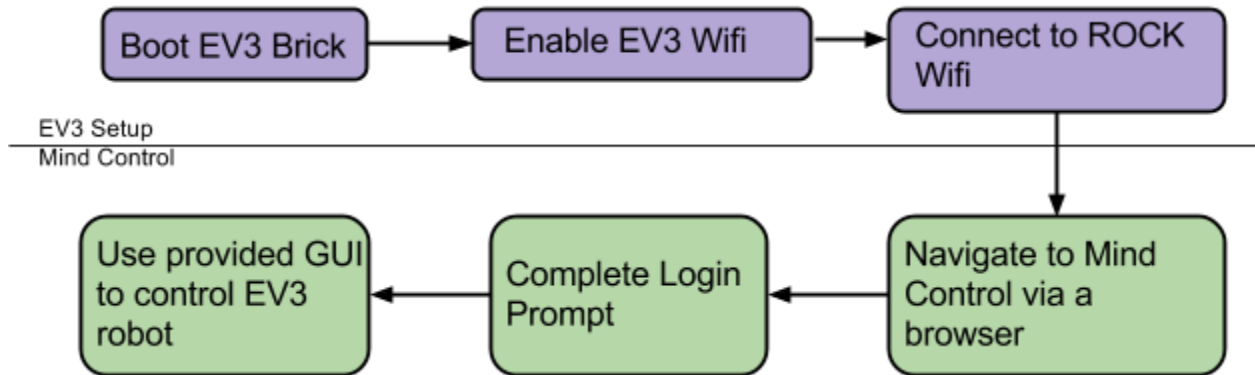 Boot EV3 Brick
Enable EV3 Wifi
Connect to ROCK
Wifi
EV3 Setup
Mind Control
Navigate to Mind
Control via a
browser
Complete Login
Prompt
Use provided GUI
to control EV3
robot